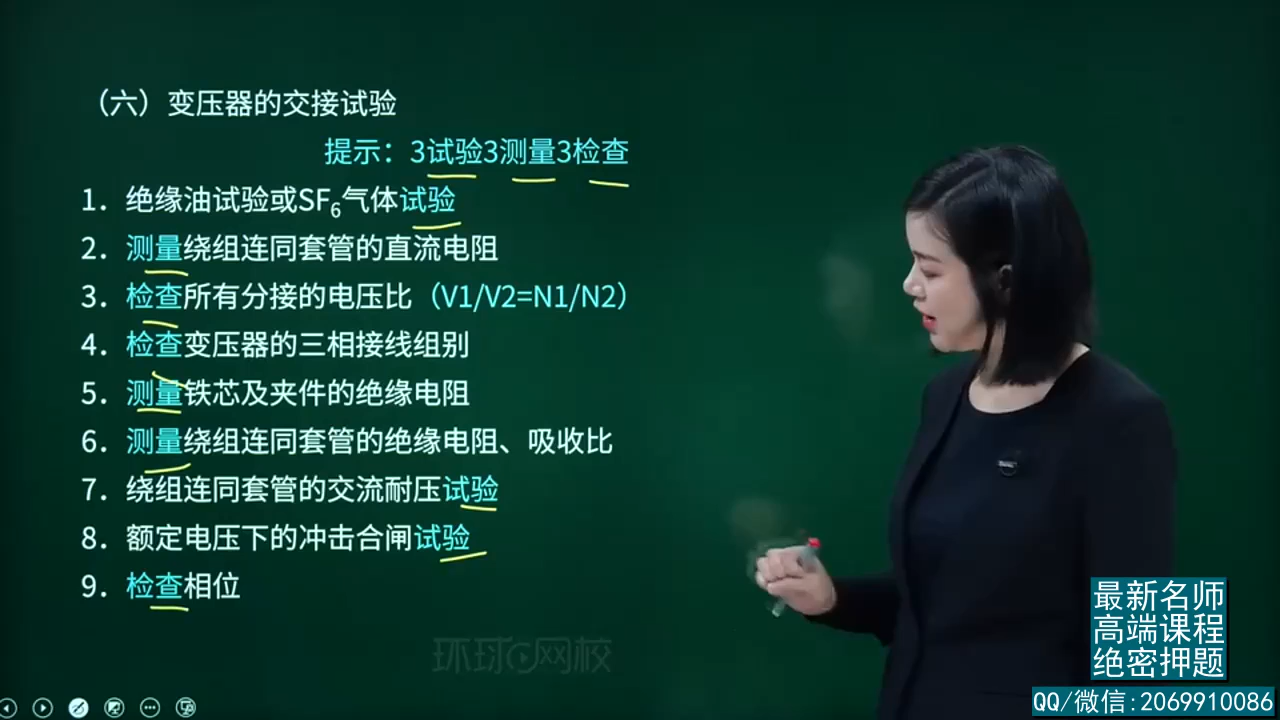 （六）变压器的交接试验
提示：3试验3测量3检查
1．绝缘油试验或SF6气体试验
2．测量绕组连同套管的直流电阻
3．检查所有分接的电压比（V1/V2=N1/N2）
4．检查变压器的三相接线组别
5．测量铁芯及夹件的绝缘电阻
6．测量绕组连同套管的绝缘电阻、吸收比
7．绕组连同套管的交流耐压试验
8．额定电压下的冲击合闸试验
9．检查相位
环球网校
最新名师
高端课程
绝密押题
QQ/微信:2069910086